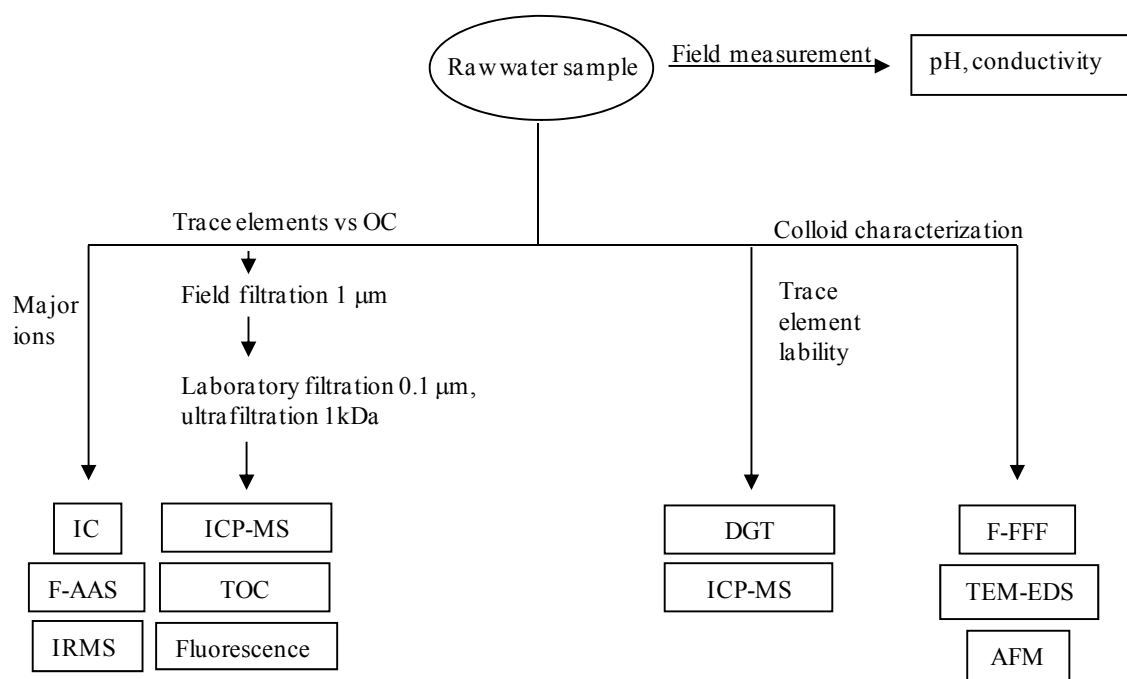 Raw water sample
Field measurement
pH, conductivity
Trace elements vs OC
Colloid characterization
Major
ions
Field filtration 1 μm
Laboratory filtration 0.1 μm,
ultrafiltration 1kDa
Trace
element
lability
IC
F-AAS
IRMS
ICP-MS
TOC
Fluorescence
DGT
ICP-MS
F-FFF
TEM-EDS
AFM